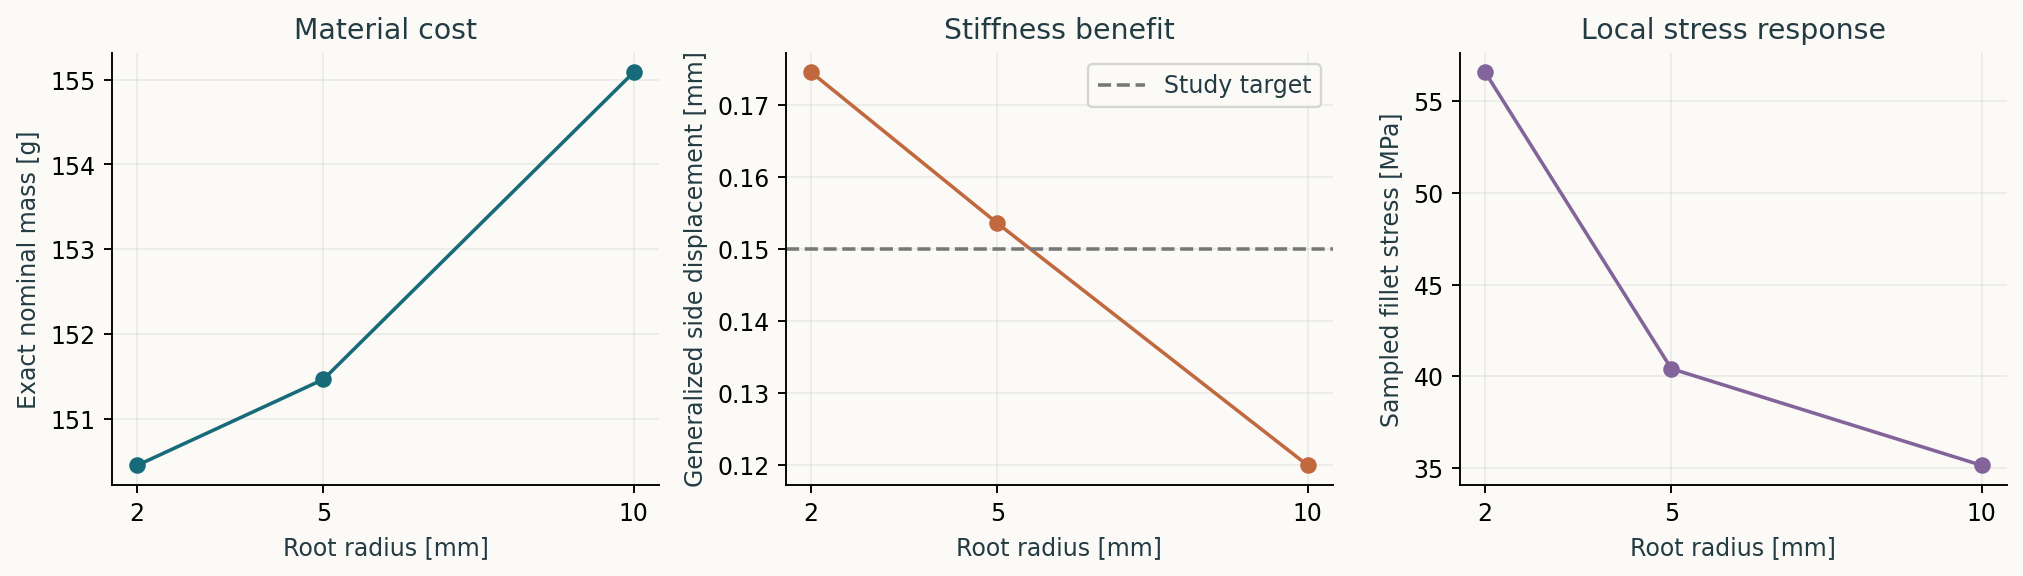 Material cost
Exact nominal mass [g]
155
154
153
152
151
2
5
10
Root radius [mm]
Stiffness benefit
Generalized side displacement [mm]
Study target
0.17
0.16
0.15
0.14
0.13
0.12
2
5
10
Root radius [mm]
Local stress response
Sampled fillet stress [MPa]
55
50
45
40
35
2
5
10
Root radius [mm]